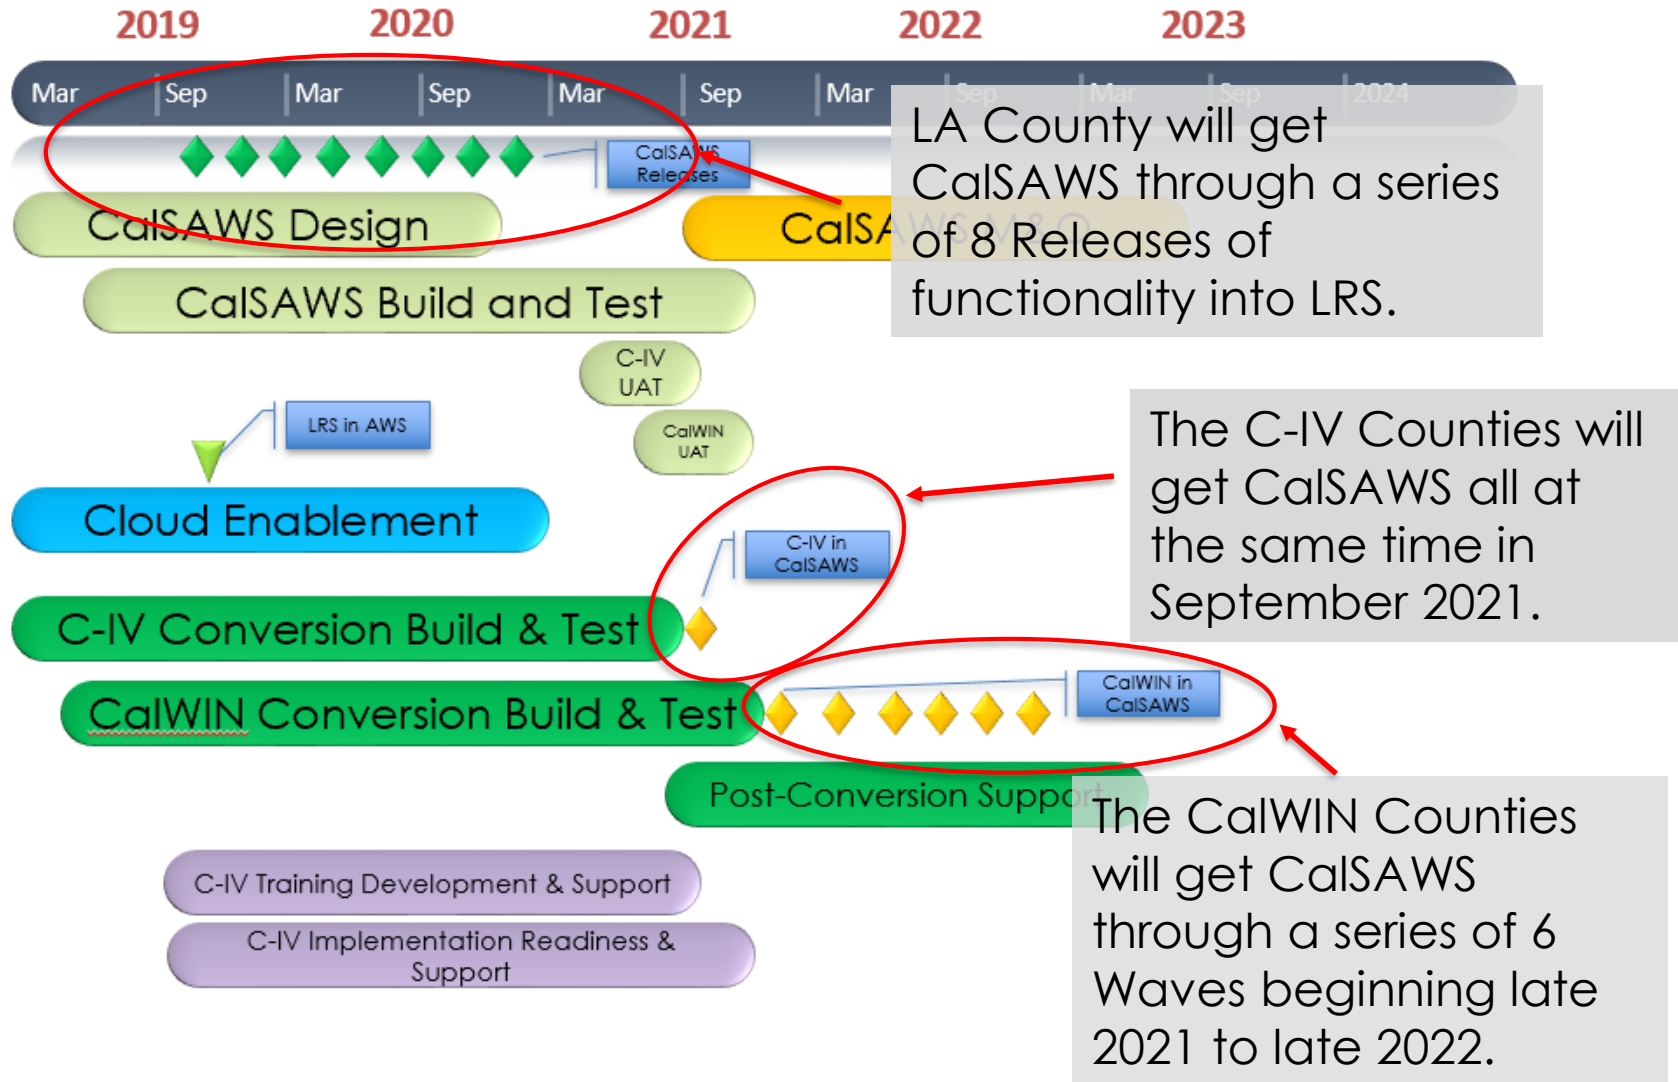 2019 2020 2021 2022 2023
Mar Sep Mar Sep Mar Sep Mar Sep Mar Sep 2024
CalSAWS
Releases
LA County will get
CalSAWS through a series
of 8 Releases of
functionality into LRS.
CalSAWS Design
CalSAWS M&O
CalSAWS Build and Test
C-IV
UAT
LRS in AWS
CalWIN
UAT
The C-IV Counties will
get CalSAWS all at
the same time in
September 2021.
Cloud Enablement
C-IV in
CalSAWS
C-IV Conversion Build & Test
CalWIN in
CalSAWS
CalWIN Conversion Build & Test
Post-Conversion Support
The CalWIN Counties
will get CalSAWS
through a series of 6
Waves beginning late
2021 to late 2022.
C-IV Training Development & Support
C-IV Implementation Readiness &
Support